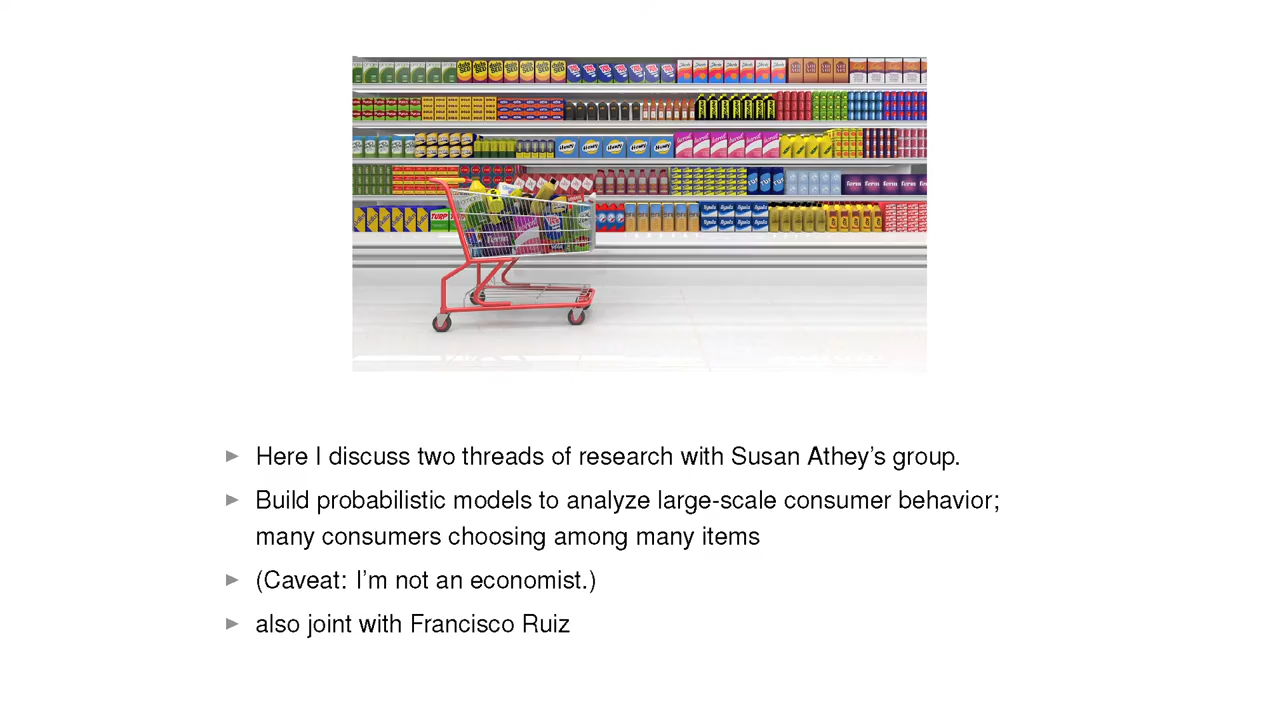 Here I discuss two threads of research with Susan Athey's group.
Build probabilistic models to analyze large-scale consumer behavior;
many consumers choosing among many items
(Caveat: I'm not an economist.)
also joint with Francisco Ruiz